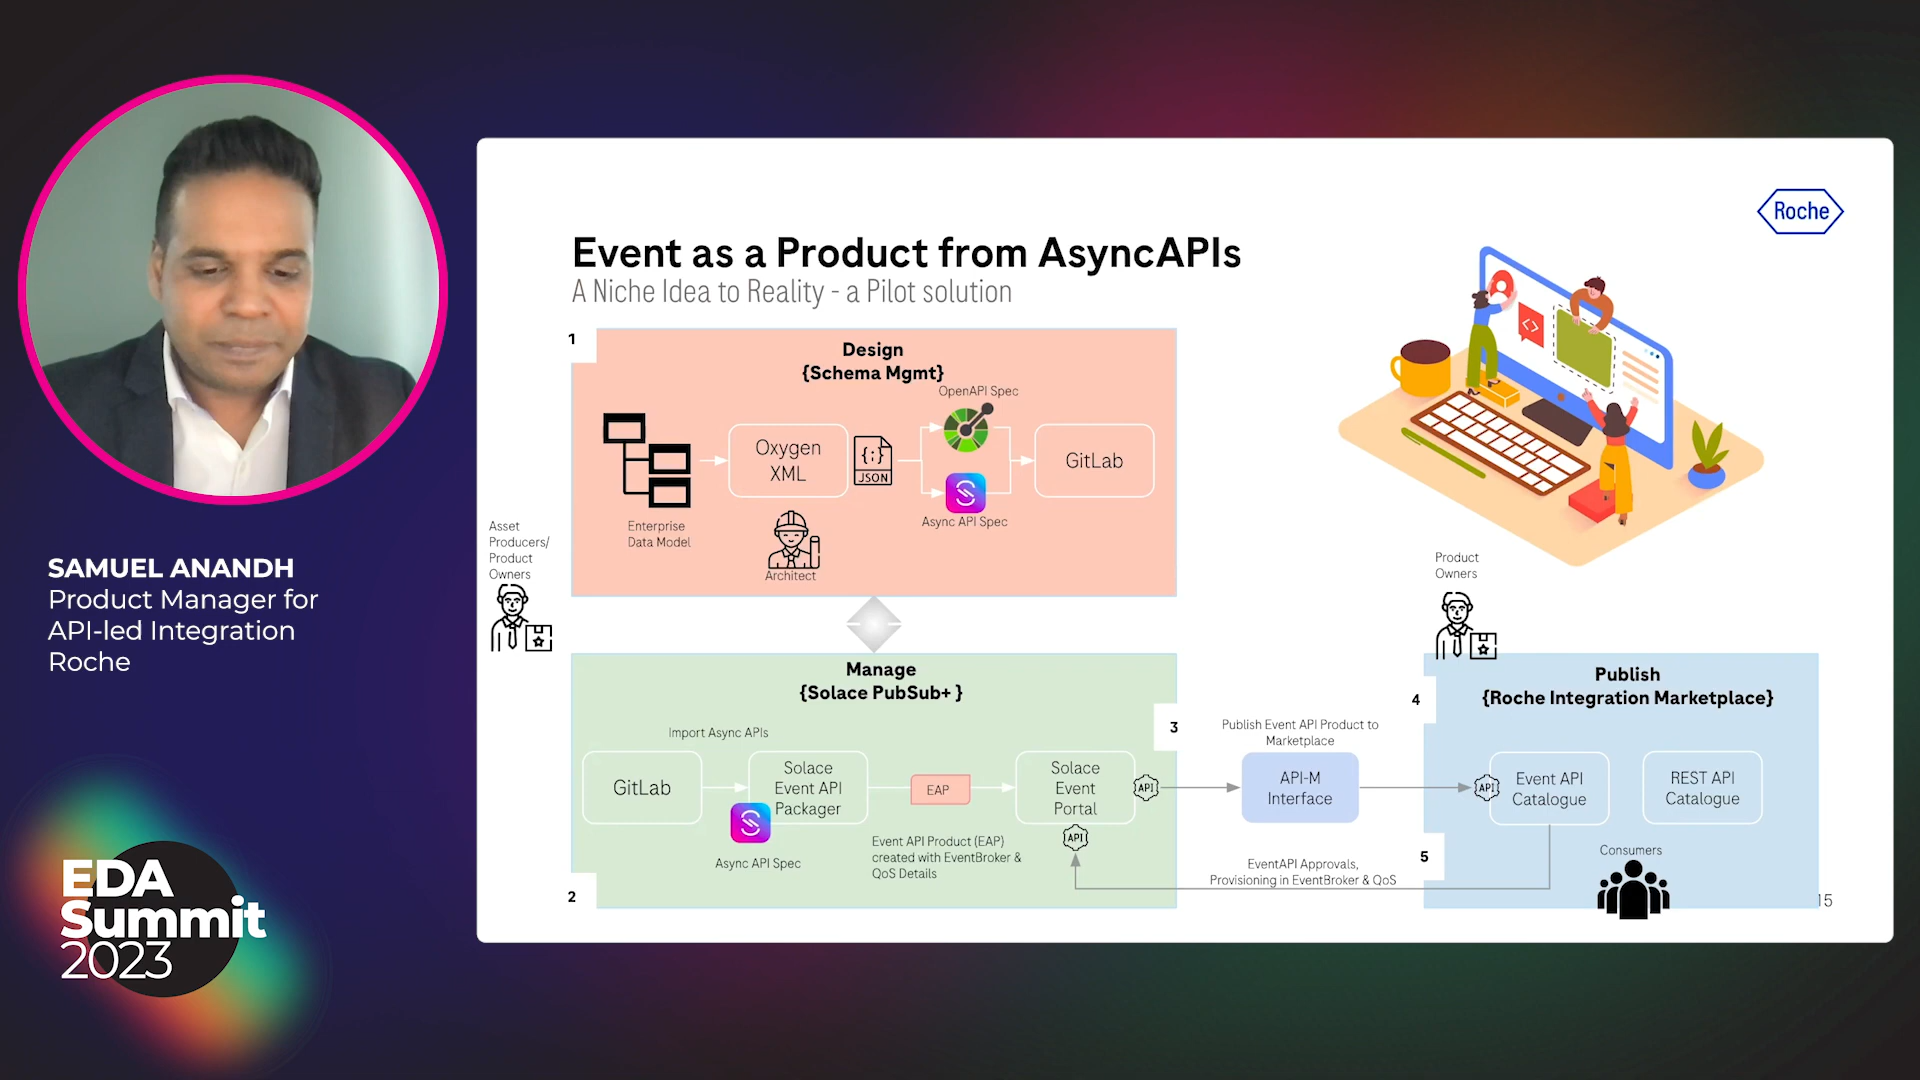 SAMUEL ANANDH
Product Manager for
API-led Integration
Roche
EDA
Summit
2023
Roche
Event as a Product from AsyncAPIs
A Niche Idea to Reality - a Pilot solution
1
Design
{Schema Mgmt}
OpenAPI Spec
Oxygen
XML
{;}
JSON
GitLab
Async API Spec
Enterprise
Data Model
Architect
Asset
Producers/
Product
Owners
Manage
{Solace PubSub+ }
Import Async APIs
GitLab
Solace
Event API
Packager
Async API Spec
EAP
Event API Product (EAP)
created with EventBroker &
QoS Details
Solace
Event
Portal
API
API
2
3
Publish Event API Product to
Marketplace
API-M
Interface
EventAPI Approvals,
Provisioning in EventBroker & QoS
Product
Owners
4
Publish
{Roche Integration Marketplace}
API
Event API
Catalogue
REST API
Catalogue
5
Consumers
15